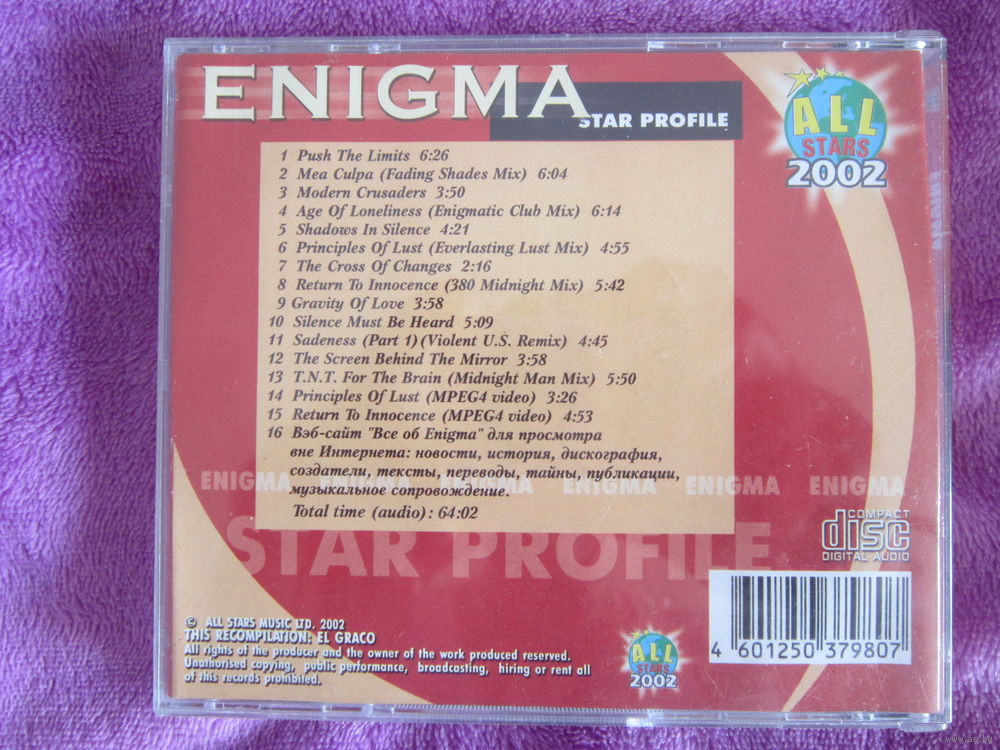 ENIGMA
STAR PROFILE
ALL
STARS
2002
1 Push The Limits 6:26
2 Mea Culpa (Fading Shades Mix) 6:04
3 Modern Crusaders 3:50
4 Age Of Loneliness (Enigmatic Club Mix) 6:14
5 Shadows In Silence 4:21
6 Principles Of Lust (Everlasting Lust Mix) 4:55
7 The Cross Of Changes 2:16
8 Return To Innocence (380 Midnight Mix) 5:42
9 Gravity Of Love 3:58
10 Silence Must Be Heard 5:09
11 Sadeness (Part 1) (Violent U.S. Remix) 4:45
12 The Screen Behind The Mirror 3:58
13 T.N.T. For The Brain (Midnight Man Mix) 5:50
14 Principles Of Lust (MPEG4 video) 3:26
15 Return To Innocence (MPEG4 video) 4:53
16 Вэб-сайт "Все об Enigma" для просмотра
вне Интернета: новости, история, дискография,
создатели, тексты, переводы, тайны, публикации,
музыкальное сопровождение.
Total time (audio): 64:02
ENIGMA ENIGMA ENIGMA ENIGMA ENIGMA
STAR PROFILE
COMPACT
disc
DIGITAL AUDIO
© ALL STARS MUSIC LTD. 2002
THIS RECOMPILATION: EL GRACO
All rights of the producer and the owner of the work produced reserved.
Unathorised copying, public performance, broadcasting, hiring or rent all
of this records prohibited.
ALL
STARS
2002
4 601250 379807
www.ay.by